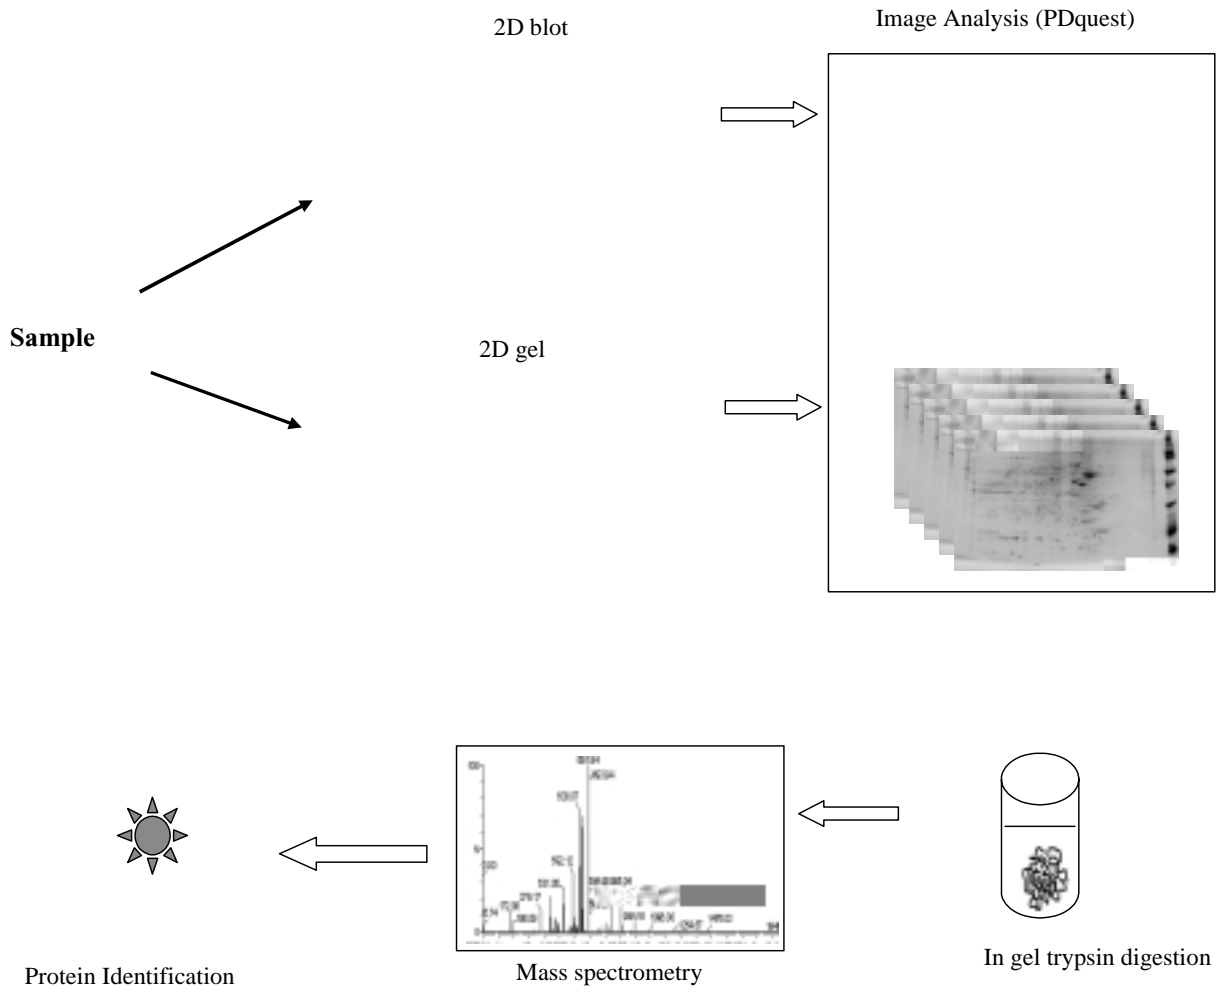 2D blot
Image Analysis (PDquest)
Sample
2D gel
Protein Identification
Mass spectrometry
In gel trypsin digestion